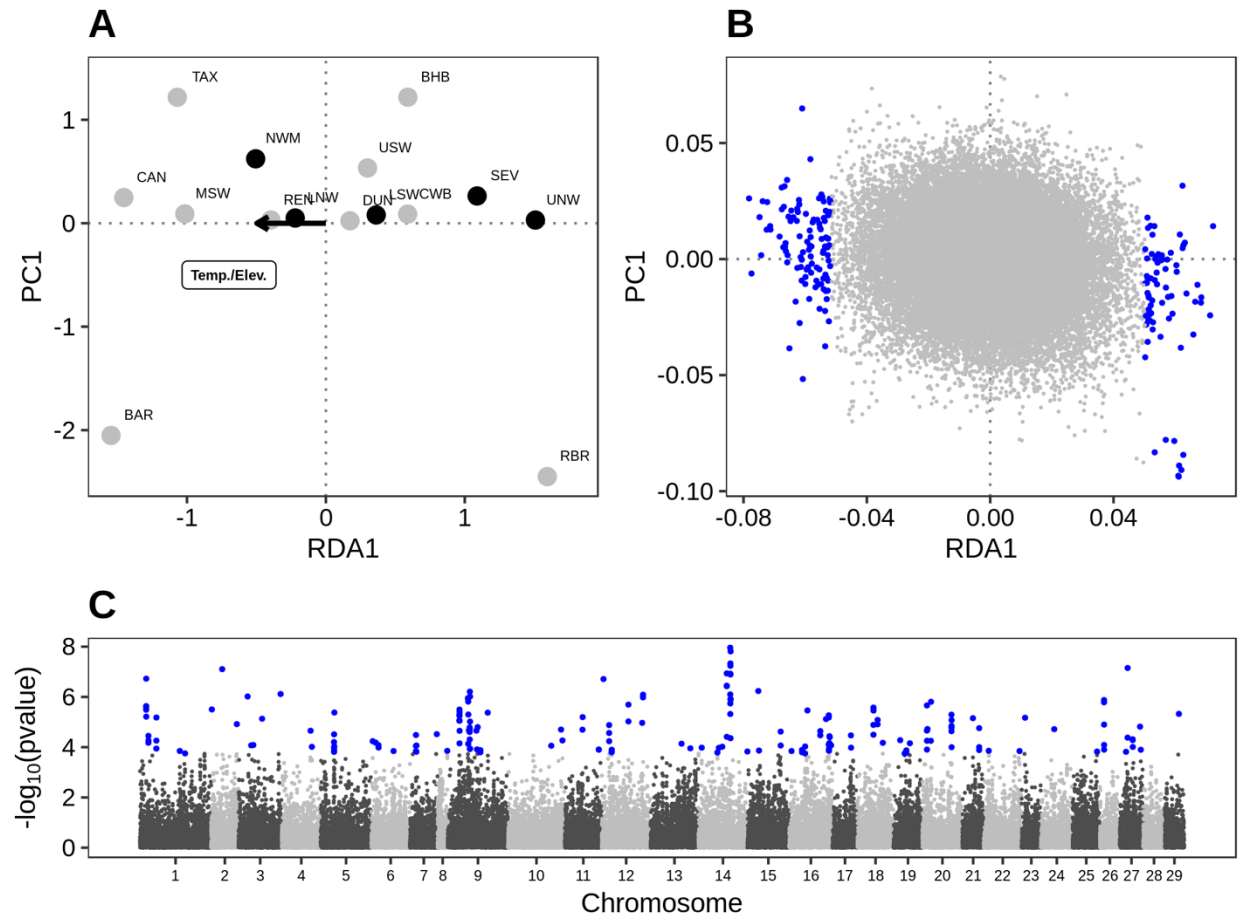 A
TAX
BHB
NWM
USW
CAN
MSW
REN
LNW
DUN
LSW
CWB
SEV
UNW
Temp./Elev.
BAR
RBR
1
0
-1
-2
PC1
-1
0
1
RDA1
B
0.05
0.00
-0.05
-0.10
PC1
-0.08
-0.04
0.00
0.04
RDA1
C
8
6
4
2
0
-log10(pvalue)
1 2 3 4 5 6 7 8 9 10 11 12 13 14 15 16 17 18 19 20 21 22 23 24 25 26 27 28 29
Chromosome